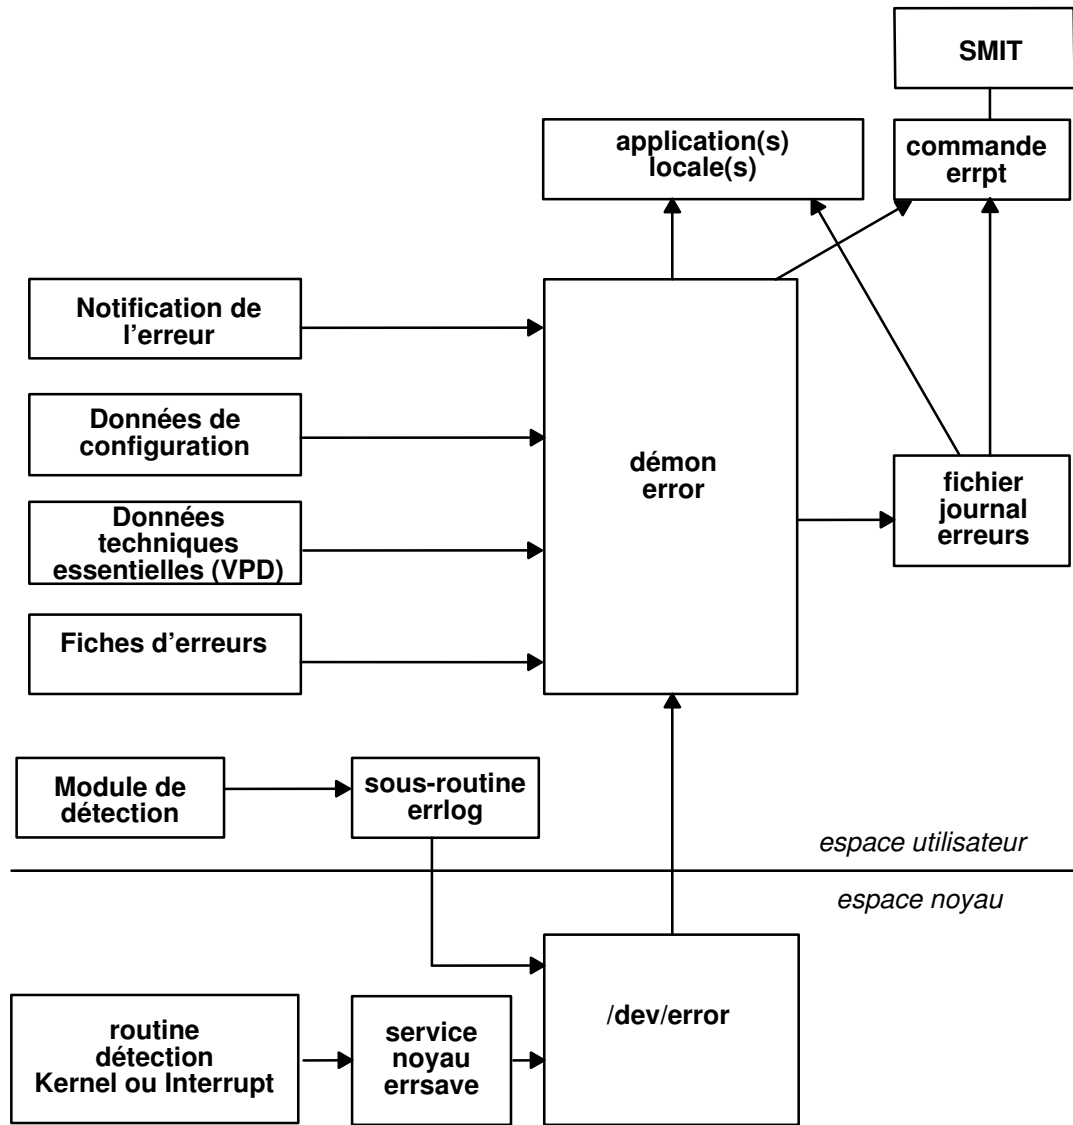 SMIT
application(s)
locale(s)
commande
errpt
Notification de
l'erreur
Données de
configuration
démon
error
Données
techniques
essentielles (VPD)
fichier
journal
erreurs
Fiches d'erreurs
Module de
détection
sous-routine
errlog
espace utilisateur
espace noyau
routine
détection
Kernel ou Interrupt
service
noyau
errsave
/dev/error